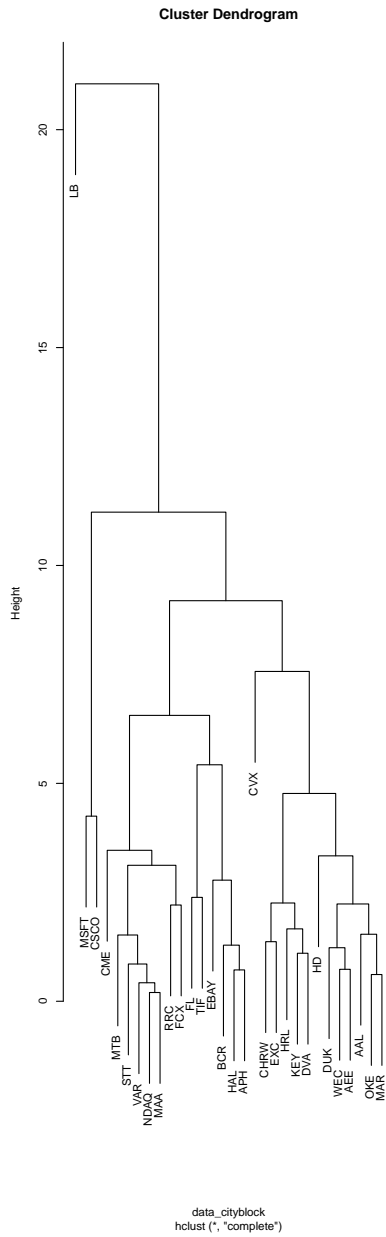 Cluster Dendrogram
Height
20
15
10
5
0
LB
MSFT
CSCO
CME
MTB
STT
VAR
NDAQ
MAA
RRC
FCX
FL
TIF
EBAY
BCR
HAL
APH
CVX
CHRW
EXC
HRL
KEY
DVA
HD
DUK
WEC
AEE
AAL
OKE
MAR
data_cityblock
hclust (*, "complete")